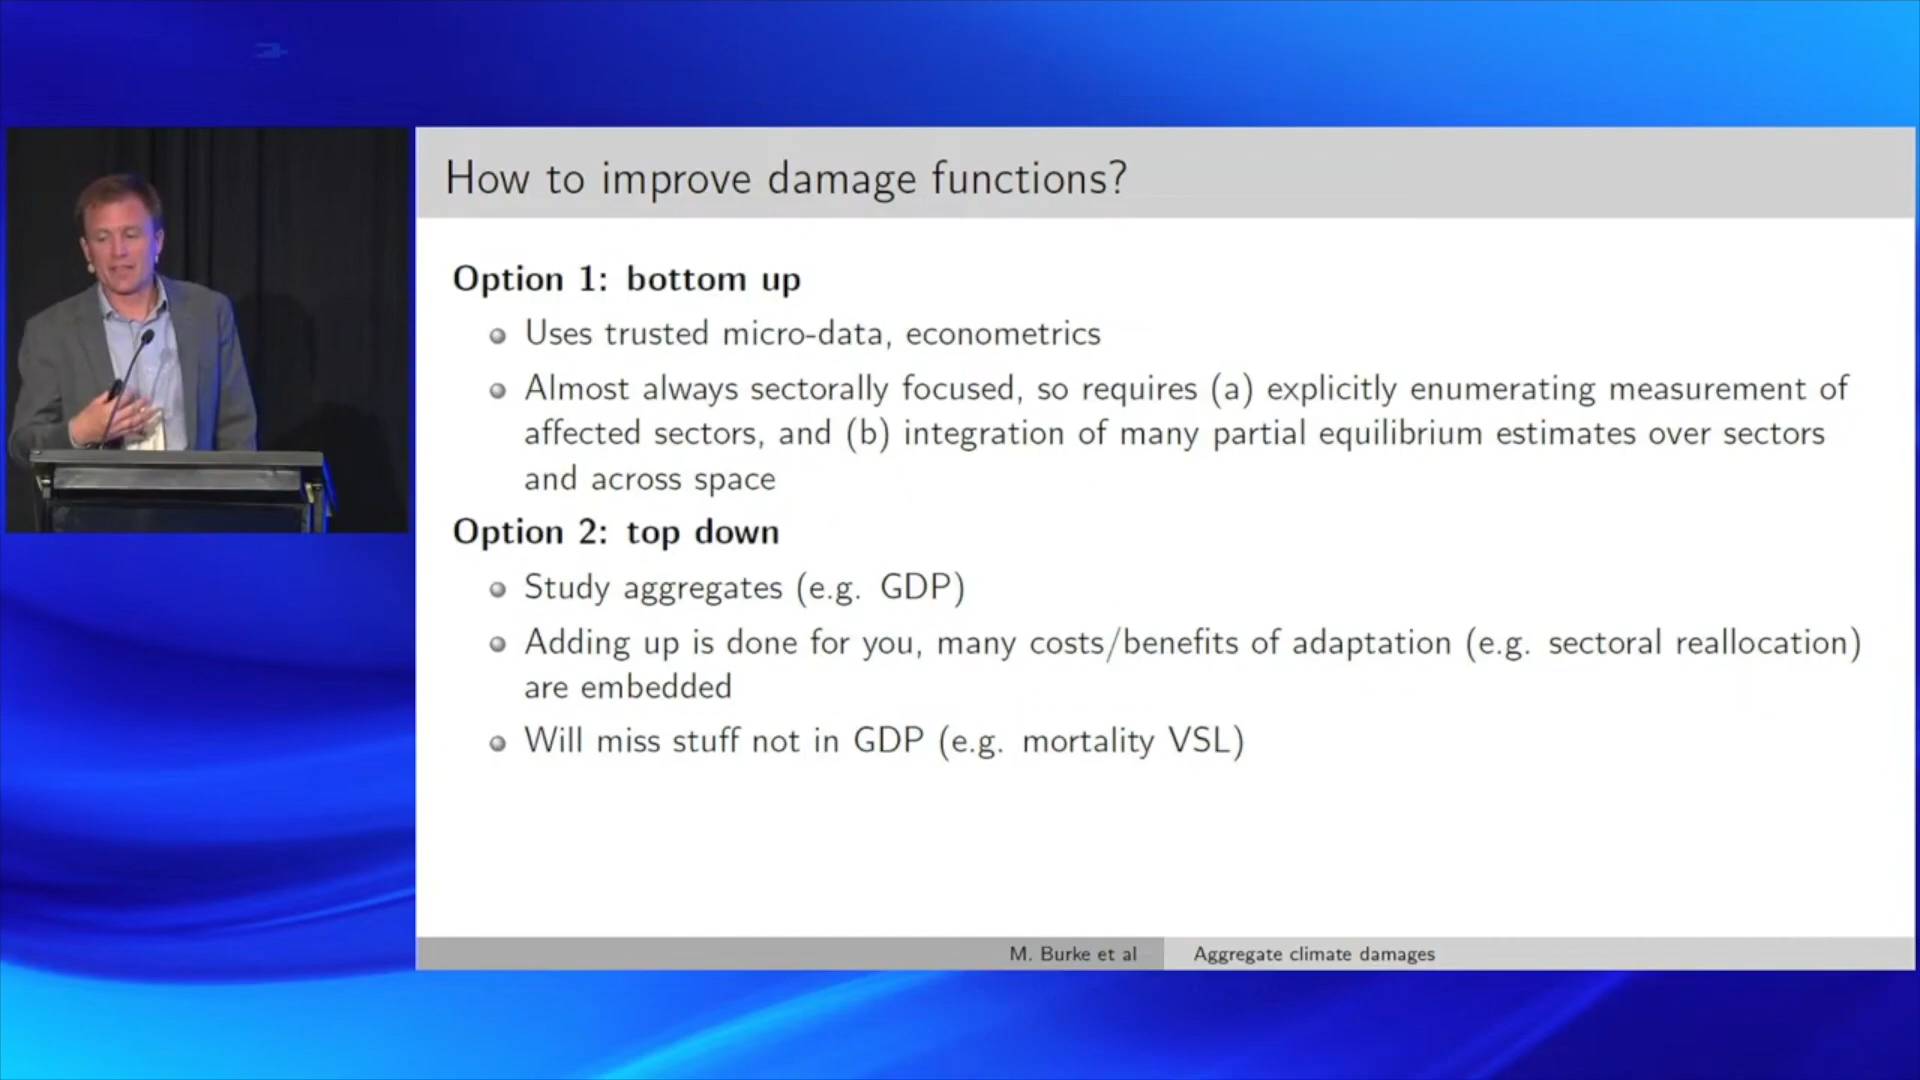 How to improve damage functions?
Option 1: bottom up
Uses trusted micro-data, econometrics
Almost always sectorally focused, so requires (a) explicitly enumerating measurement of
affected sectors, and (b) integration of many partial equilibrium estimates over sectors
and across space
Option 2: top down
Study aggregates (e.g. GDP)
Adding up is done for you, many costs/benefits of adaptation (e.g. sectoral reallocation)
are embedded
Will miss stuff not in GDP (e.g. mortality VSL)
M. Burke et al
Aggregate climate damages